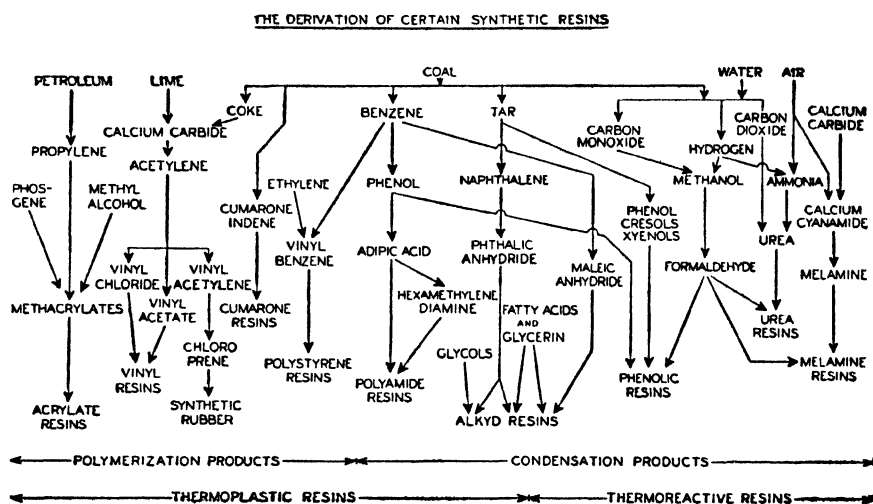 THE DERIVATION OF CERTAIN SYNTHETIC RESINS
COAL
PETROLEUM
LIME
WATER
AIR
COKE
BENZENE
TAR
CALCIUM CARBIDE
CARBON
MONOXIDE
CARBON
DIOXIDE
CALCIUM
CARBIDE
PROPYLENE
ACETYLENE
HYDROGEN
PHOS-
GENE
METHYL
ALCOHOL
ETHYLENE
PHENOL
NAPHTHALENE
METHANOL
AMMONIA
CUMARONE
INDENE
PHENOL
CRESOLS
XYENOLS
CALCIUM
CYANAMIDE
VINYL
BENZENE
ADIPIC ACID
PHTHALIC
ANHYDRIDE
UREA
VINYL
CHLORIDE
VINYL
ACETYLENE
MALEIC
ANHYDRIDE
FORMALDEHYDE
MELAMINE
METHACRYLATES
VINYL
ACETATE
CUMARONE
RESINS
HEXAMETHYLENE
DIAMINE
FATTY ACIDS
AND
GLYCERIN
UREA
RESINS
CHLORO
PRENE
GLYCOLS
VINYL
RESINS
POLYSTYRENE
RESINS
POLYAMIDE
RESINS
PHENOLIC
RESINS
MELAMINE
RESINS
ACRYLATE
RESINS
SYNTHETIC
RUBBER
ALKYD RESINS
POLYMERIZATION PRODUCTS
CONDENSATION PRODUCTS
THERMOPLASTIC RESINS
THERMOREACTIVE RESINS